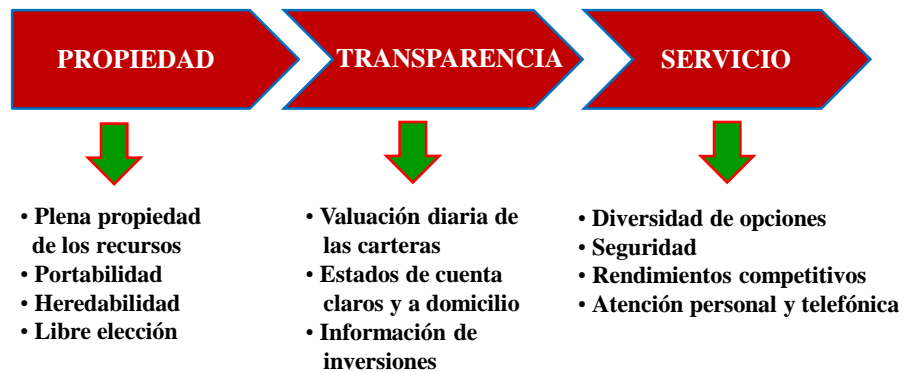 PROPIEDAD
TRANSPARENCIA
SERVICIO
• Plena propiedad
de los recursos
• Portabilidad
• Heredabilidad
• Libre elección
• Valuación diaria de
las carteras
• Estados de cuenta
claros y a domicilio
• Información de
inversiones
• Diversidad de opciones
• Seguridad
• Rendimientos competitivos
• Atención personal y telefónica